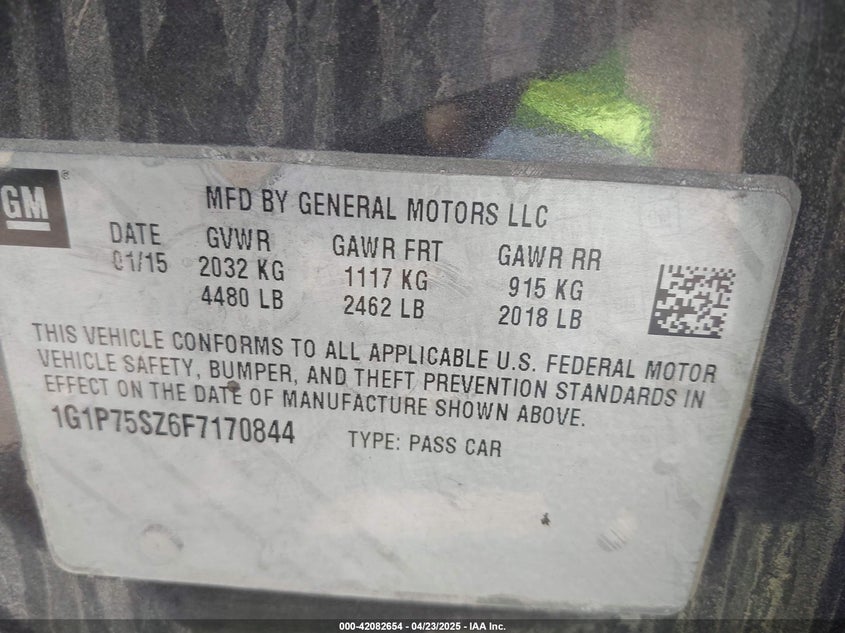 GM
®
MFD BY GENERAL MOTORS LLC
DATE GVWR GAWR FRT GAWR RR
01/15 2032 KG 1117 KG 915 KG
4480 LB 2462 LB 2018 LB
THIS VEHICLE CONFORMS TO ALL APPLICABLE U.S. FEDERAL MOTOR
VEHICLE SAFETY, BUMPER, AND THEFT PREVENTION STANDARDS IN
EFFECT ON THE DATE OF MANUFACTURE SHOWN ABOVE.
1G1P75SZ6F7170844 TYPE: PASS CAR
000-42082654 - 04/23/2025 - IAA Inc.